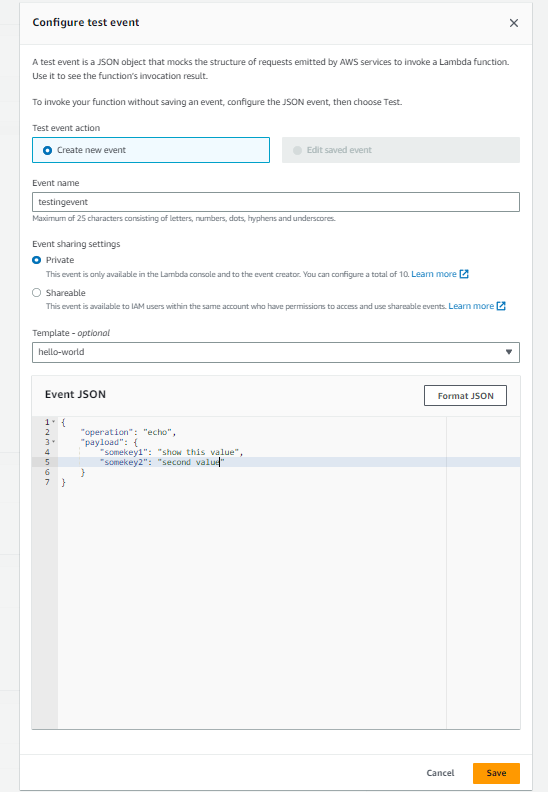 Configure test event
A test event is a JSON object that mocks the structure of requests emitted by AWS services to invoke a Lambda function.
Use it to see the function's invocation result.
To invoke your function without saving an event, configure the JSON event, then choose Test.
Test event action
Create new event
Edit saved event
Event name
testingevent
Maximum of 25 characters consisting of letters, numbers, dots, hyphens and underscores.
Event sharing settings
Private
This event is only available in the Lambda console and to the event creator. You can configure a total of 10. Learn more
Shareable
This event is available to IAM users within the same account who have permissions to access and use shareable events. Learn more
Template - optional
hello-world
Event JSON
Format JSON
1 {
2 "operation": "echo",
3 "payload": {
4 "somekey1": "show this value",
5 "somekey2": "second value"
6 }
7 }
Cancel
Save